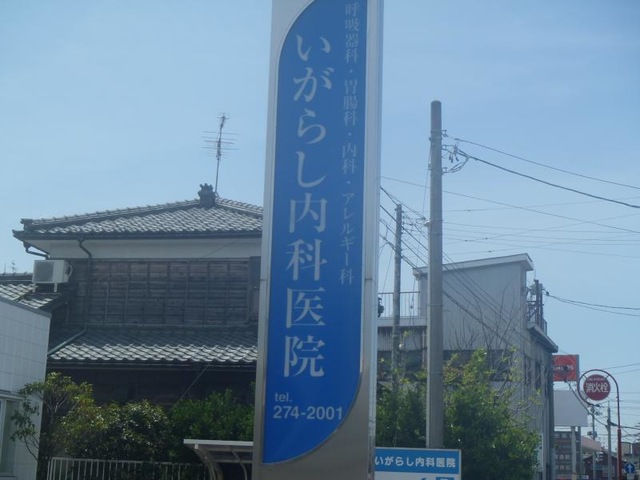 呼吸器科・胃腸科・内科・アレルギー科
いがらし内科医院
tel.
274-2001
いがらし内科医院
消火栓